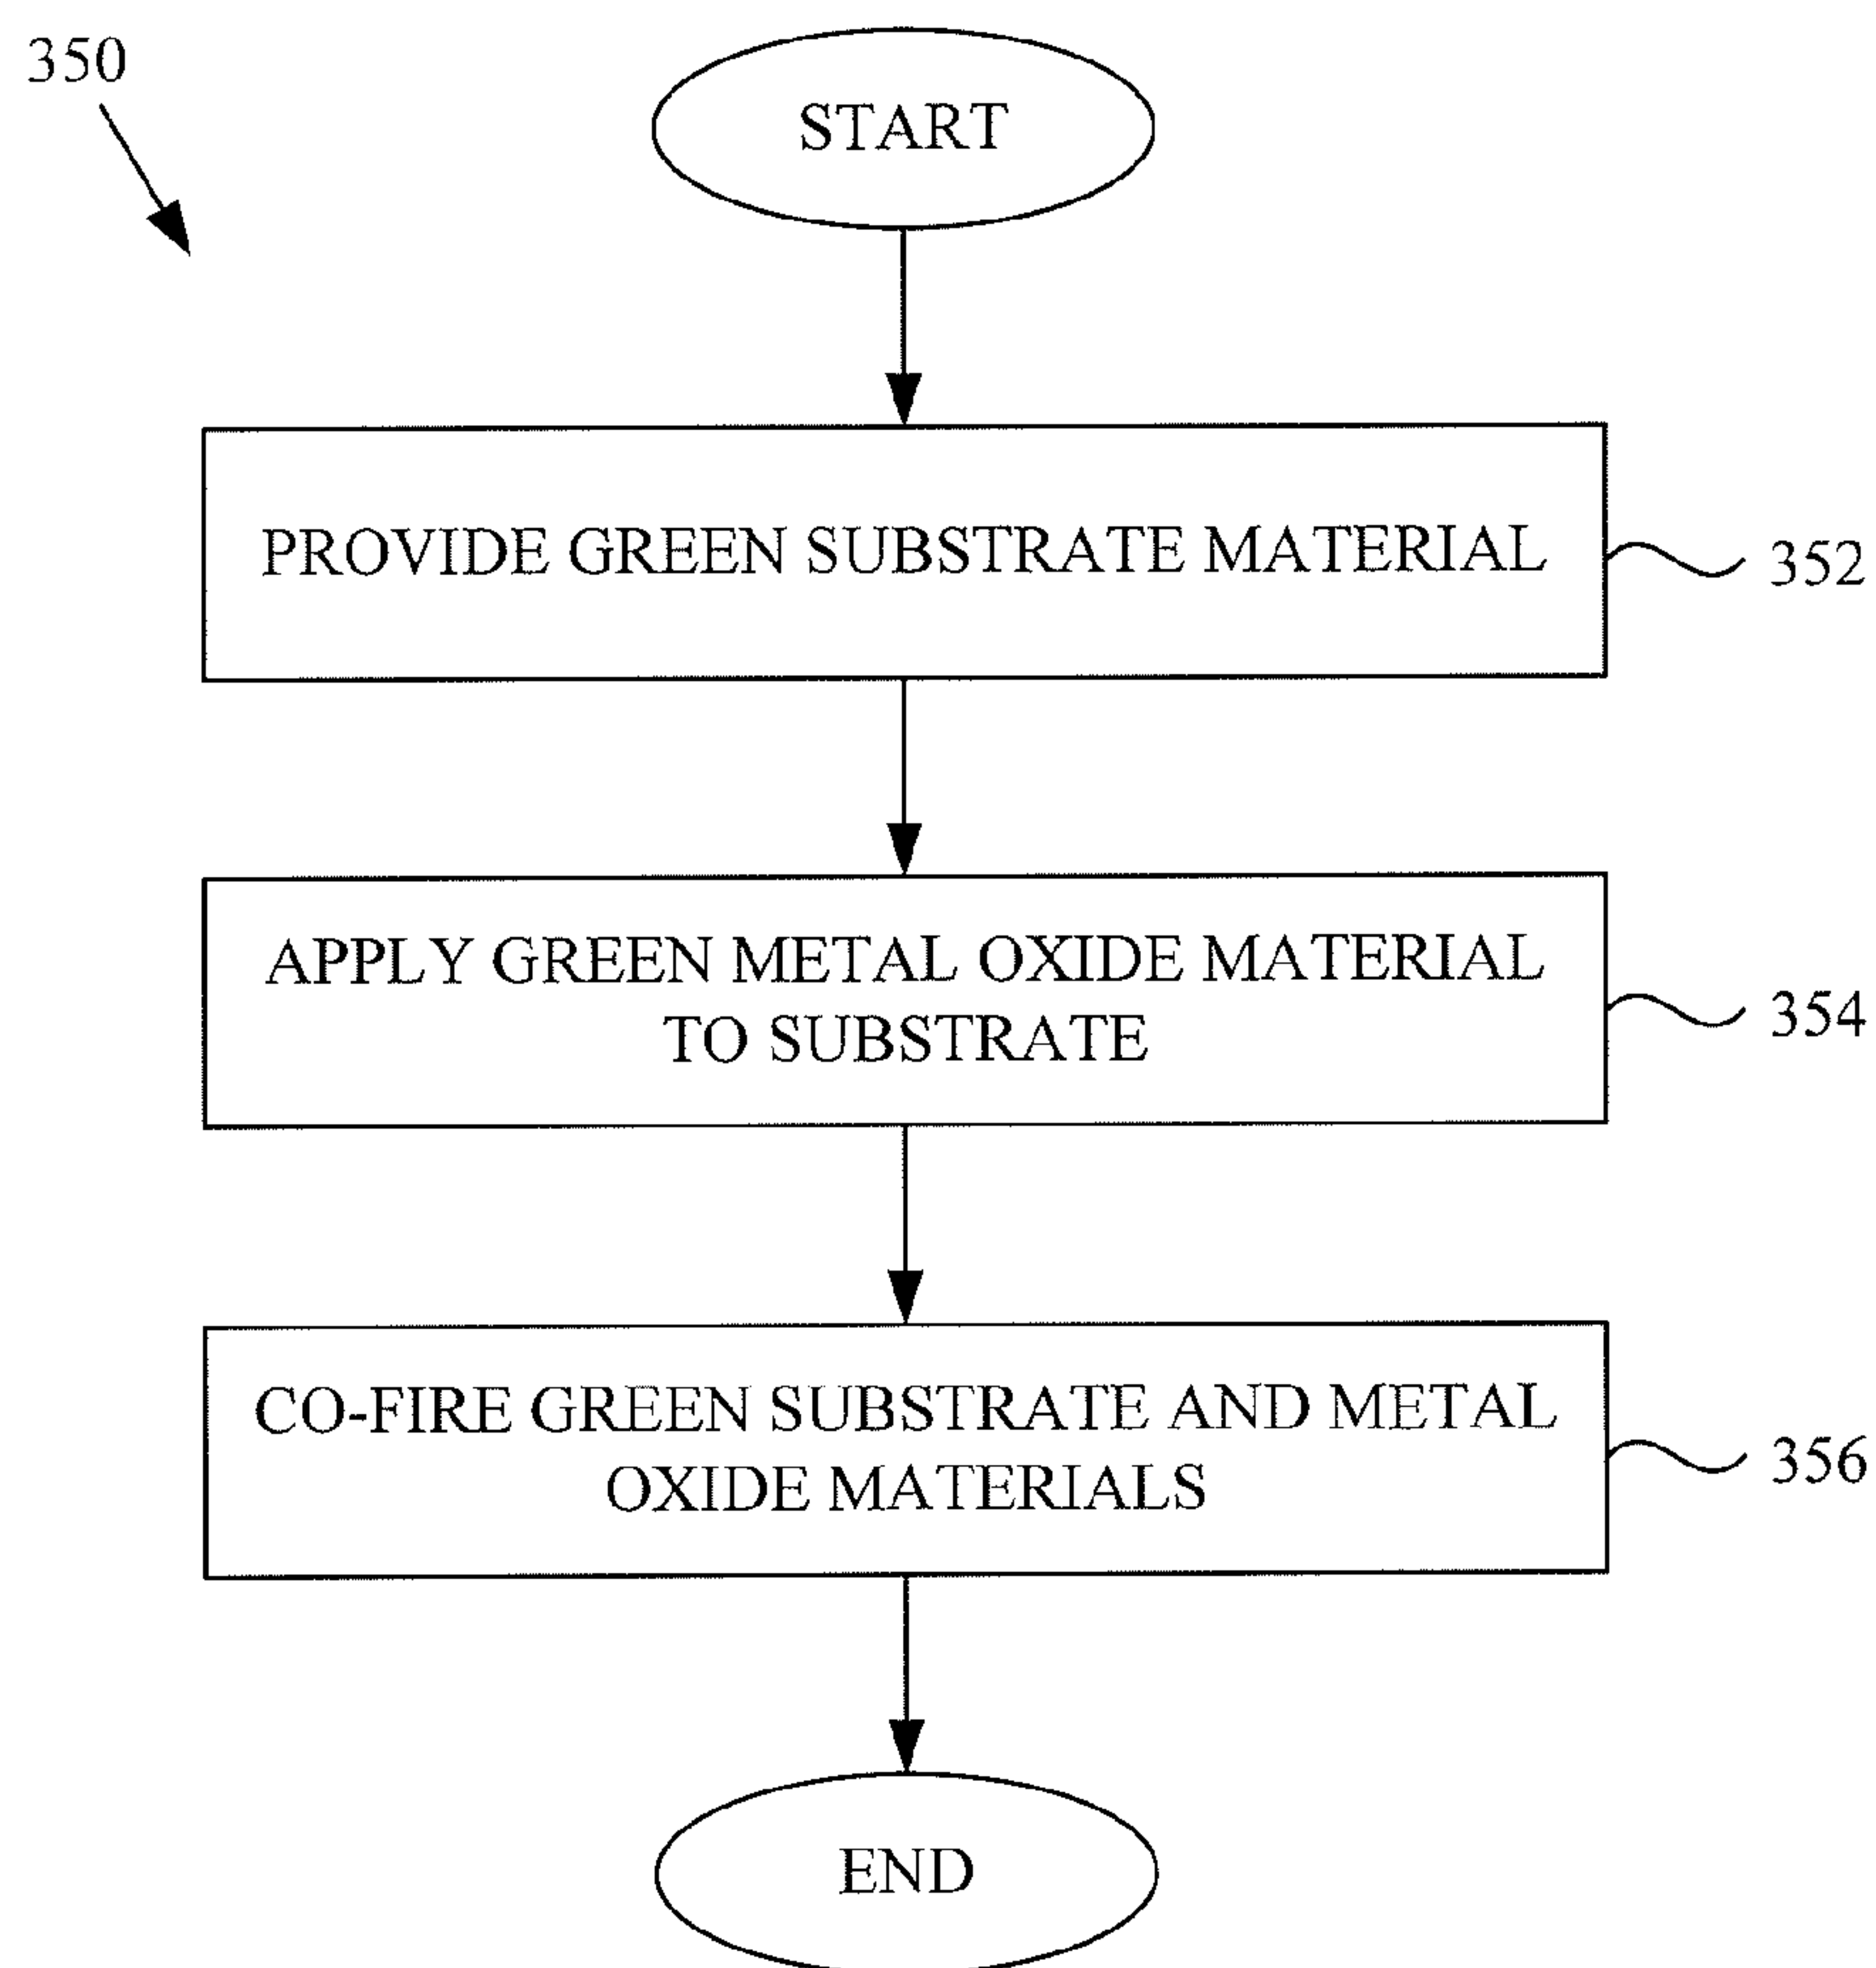 350
START
PROVIDE GREEN SUBSTRATE MATERIAL
352
APPLY GREEN METAL OXIDE MATERIAL
TO SUBSTRATE
354
CO-FIRE GREEN SUBSTRATE AND METAL
OXIDE MATERIALS
356
END